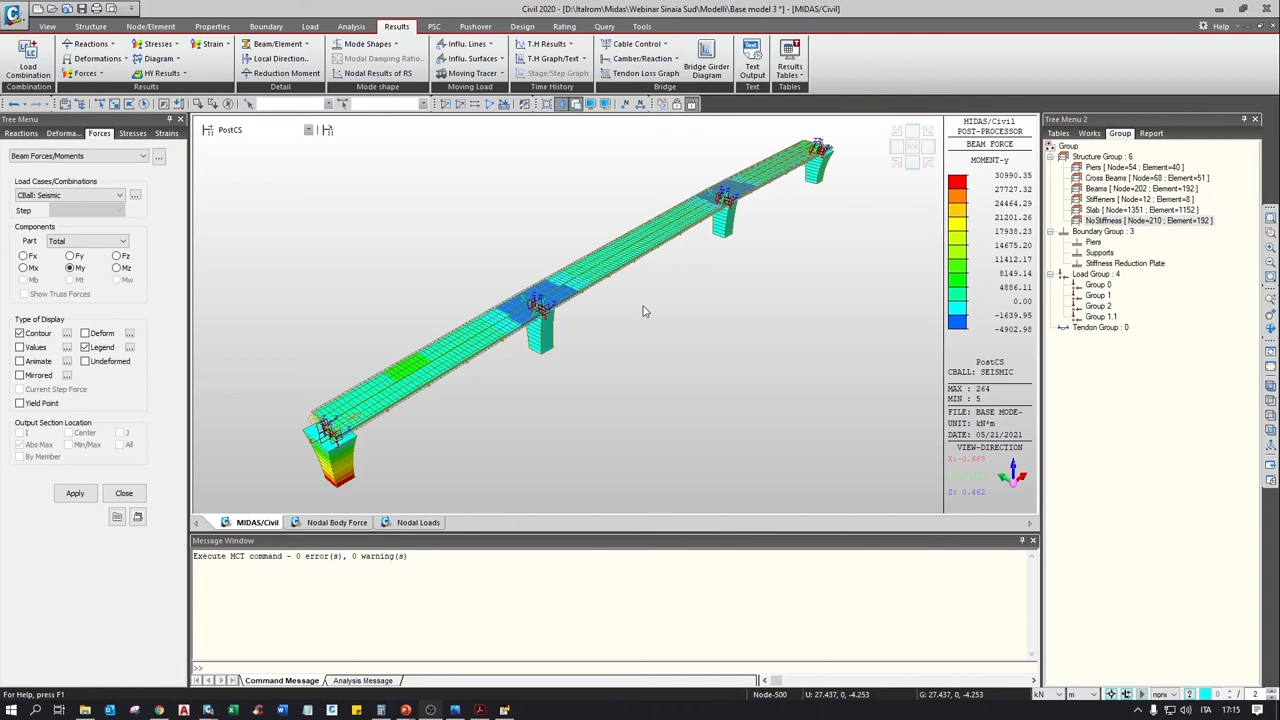 Civil 2020 - [D:\Italrom\Midas\Webinar Sinaia Sud\Modelli\Base model 3 *] - [MIDAS/Civil]
View Structure Node/Element Properties Boundary Load Analysis Results PSC Pushover Design Rating Query Tools Help
Load Combination
Combination
Reactions Stresses Strain
Deformations Diagram
Forces HY Results
Results
Beam/Element
Local Direction..
Reduction Moment
Detail
Mode Shapes
Modal Damping Ratio..
Nodal Results of RS
Mode shape
Influ. Lines
Influ. Surfaces
Moving Tracer
Moving Load
T.H Results
T.H Graph/Text
Stage/Step Graph
Time History
Cable Control
Camber/Reaction
Tendon Loss Graph
Bridge Girder Diagram
Bridge
Text Output
Text
Results Tables
Tables
Tree Menu
Reactions Deforma... Forces Stresses Strains
Beam Forces/Moments
Load Cases/Combinations
CBall: Seismic
Step
Components
Part Total
Fx Fy Fz
Mx My Mz
Mb Mt Mw
Show Truss Forces
Type of Display
Contour Deform
Values Legend
Animate Undeformed
Mirrored
Current Step Force
Yield Point
Output Section Location
I Center J
Abs Max Min/Max All
By Member
Apply Close
PostCS
TOP
MIDAS/Civil
POST-PROCESSOR
BEAM FORCE
MOMENT-y
30990.35
27727.32
24464.29
21201.26
17938.23
14675.20
11412.17
8149.14
4886.11
0.00
-1639.95
-4902.98
PostCS
CBALL: SEISMIC
MAX : 264
MIN : 5
FILE: BASE MODE~
UNIT: kN*m
DATE: 05/21/2021
VIEW-DIRECTION
X:-0.669
Z: 0.462
MIDAS/Civil Nodal Body Force Nodal Loads
Message Window
Execute MCT command - 0 error(s), 0 warning(s)
>>
Command Message Analysis Message
Tree Menu 2
Tables Works Group Report
Group
Structure Group : 6
Piers [ Node=54 ; Element=40 ]
Cross Beams [ Node=68 ; Element=51 ]
Beams [ Node=202 ; Element=192 ]
Stiffeners [ Node=12 ; Element=8 ]
Slab [ Node=1351 ; Element=1152 ]
NoStiffness [ Node=210 ; Element=192 ]
Boundary Group : 3
Piers
Supports
Stiffness Reduction Plate
Load Group : 4
Group 0
Group 1
Group 2
Group 1.1
Tendon Group : 0
For Help, press F1 Node-500 U: 27.437, 0, -4.253 G: 27.437, 0, -4.253 kN m none 0 / 2
ITA 17:15